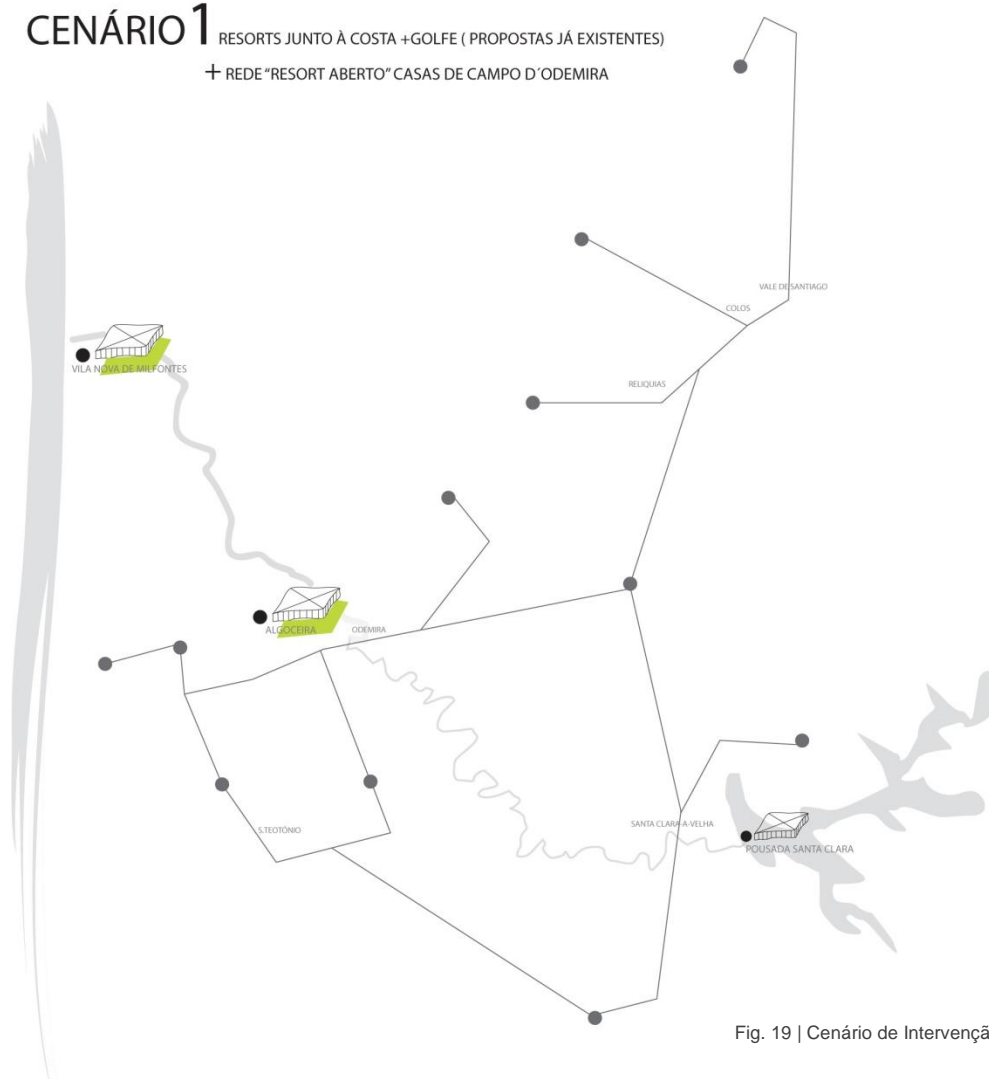 CENÁRIO 1 RESORTS JUNTO À COSTA +GOLFE ( PROPOSTAS JÁ EXISTENTES)
+ REDE “RESORT ABERTO” CASAS DE CAMPO D´ODEMIRA
VALE DE SANTIAGO
COLOS
VILA NOVA DE MILFONTES
RELIQUIAS
ALGOCEIRA
ODEMIRA
S.TEOTÓNIO
SANTA CLARA-A-VELHA
POUSADA SANTA CLARA
Fig. 19 | Cenário de Intervençã